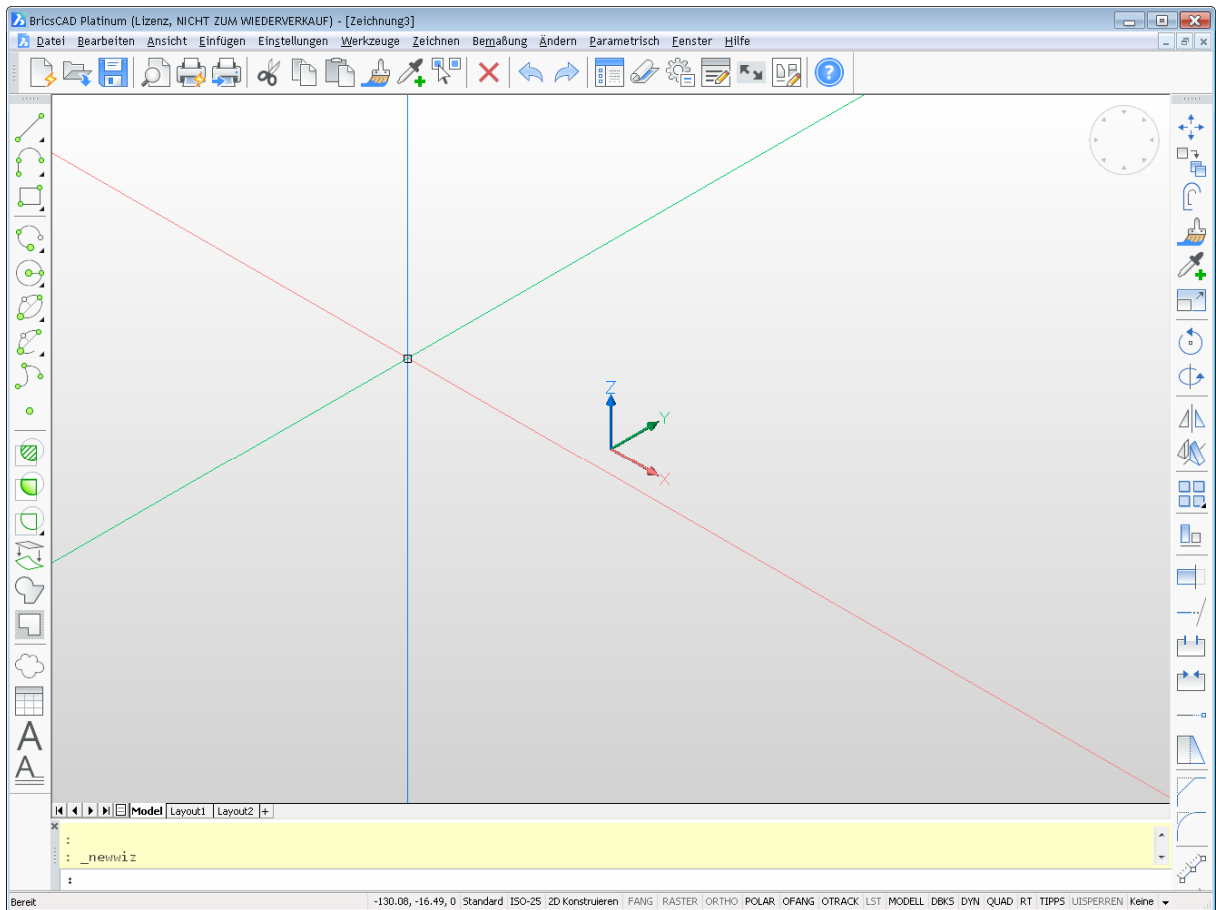 BricsCAD Platinum (Lizenz, NICHT ZUM WIEDERVERKAUF) - [Zeichnung3]
Datei Bearbeiten Ansicht Einfügen Einstellungen Werkzeuge Zeichnen Bemaßung Ändern Parametrisch Fenster Hilfe
Z
Y
X
A
A
Model Layout1 Layout2 +
:
: _newwiz
:
Bereit -130.08, -16.49, 0 Standard ISO-25 2D Konstruieren FANG RASTER ORTHO POLAR OFANG OTRACK LST MODELL DBKS DYN QUAD RT TIPPS UISPERREN Keine